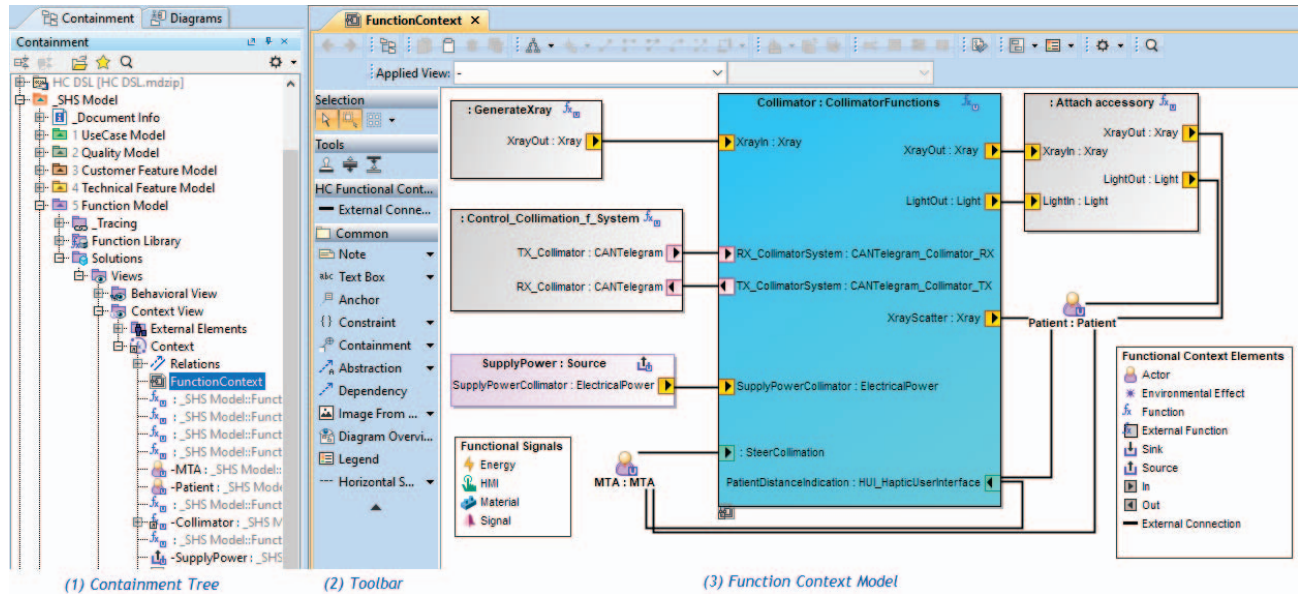 Containment
Diagrams
Containment
HC DSL [HC DSL.mdzip]
_SHS Model
_Document Info
1 UseCase Model
2 Quality Model
3 Customer Feature Model
4 Technical Feature Model
5 Function Model
_Tracing
Function Library
Solutions
Views
Behavioral View
Context View
External Elements
Context
Relations
FunctionContext
: _SHS Model::Funct
: _SHS Model::Funct
: _SHS Model::Funct
: _SHS Model::Funct
-MTA : _SHS Model::
-Patient : _SHS Mode
: _SHS Model::Funct
-Collimator : _SHS M
: _SHS Model::Funct
-SupplyPower : _SHS
(1) Containment Tree
FunctionContext
Applied View: -
Selection
Tools
HC Functional Cont...
External Conne...
Common
Note
abc Text Box
Anchor
{} Constraint
Containment
Abstraction
Dependency
Image From ...
Diagram Overvi...
Legend
Horizontal S...
(2) Toolbar
: GenerateXray
XrayOut : Xray
: Control_Collimation_f_System
TX_Collimator : CANTelegram
RX_Collimator : CANTelegram
SupplyPower : Source
SupplyPowerCollimator : ElectricalPower
Functional Signals
Energy
HMI
Material
Signal
MTA : MTA
Collimator : CollimatorFunctions
XrayIn : Xray
XrayOut : Xray
LightOut : Light
RX_CollimatorSystem : CANTelegram_Collimator_RX
TX_CollimatorSystem : CANTelegram_Collimator_TX
XrayScatter : Xray
SupplyPowerCollimator : ElectricalPower
: SteerCollimation
PatientDistanceIndication : HUI_HapticUserInterface
: Attach accessory
XrayOut : Xray
XrayIn : Xray
LightOut : Light
LightIn : Light
Patient : Patient
Functional Context Elements
Actor
Environmental Effect
Function
External Function
Sink
Source
In
Out
External Connection
(3) Function Context Model